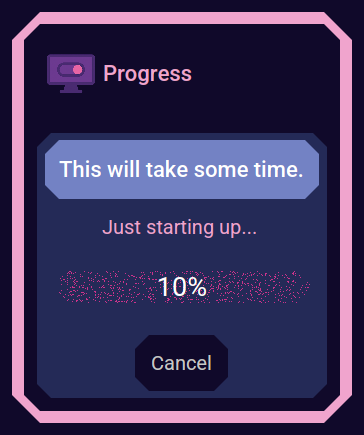 Progress
This will take some time.
Just starting up...
10%
Cancel